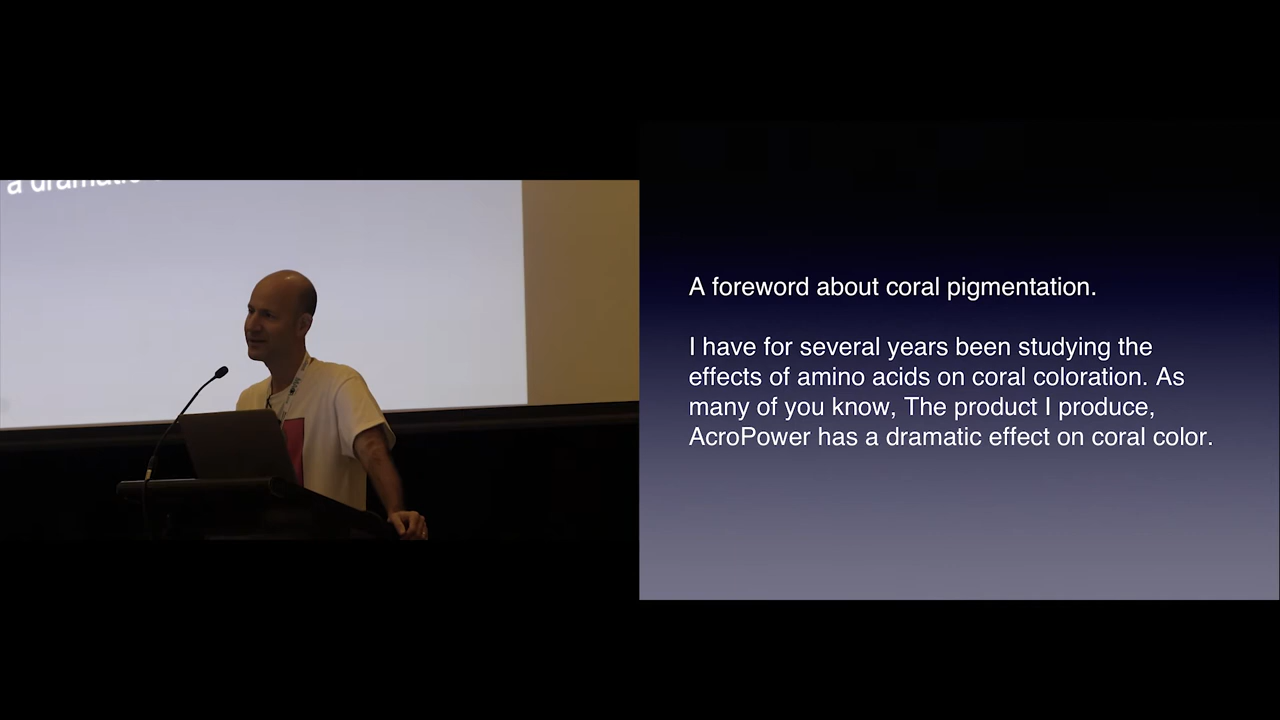 a dramatic
A foreword about coral pigmentation.
I have for several years been studying the
effects of amino acids on coral coloration. As
many of you know, The product I produce,
AcroPower has a dramatic effect on coral color.